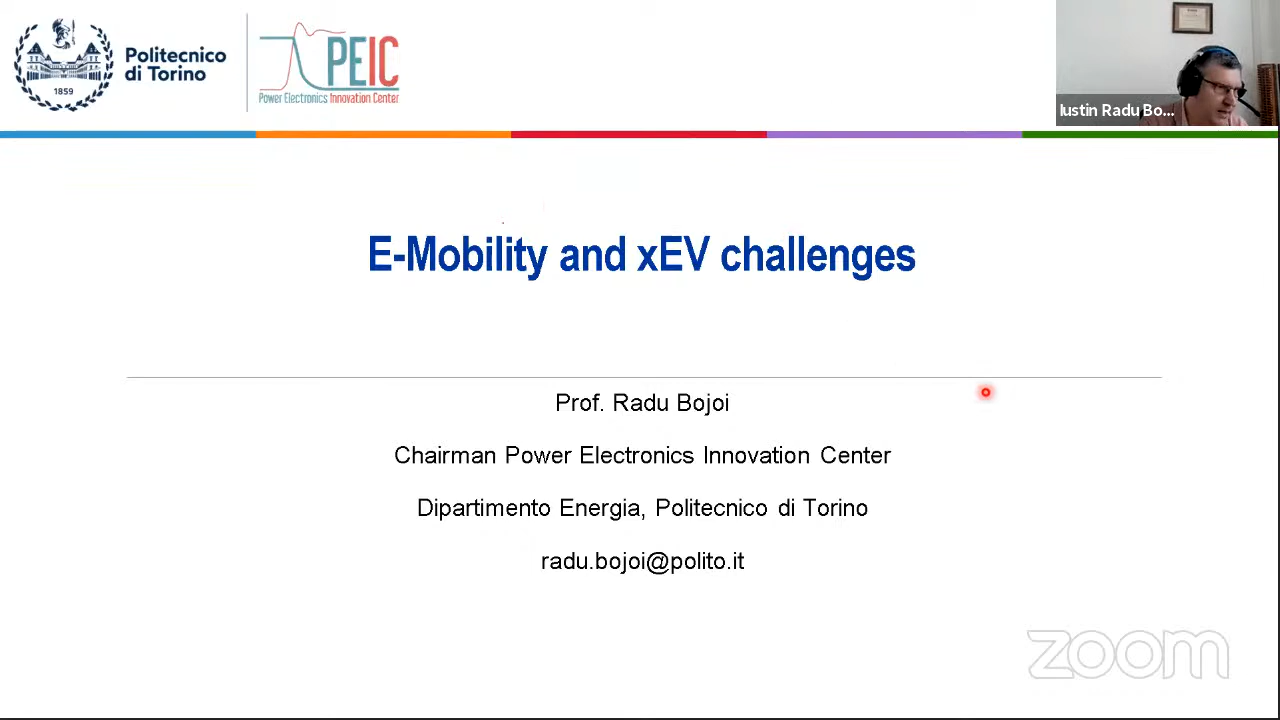 Politecnico
di Torino
1859
PEIC
Power Electronics Innovation Center
Iustin Radu Bo...
E-Mobility and xEV challenges
Prof. Radu Bojoi
Chairman Power Electronics Innovation Center
Dipartimento Energia, Politecnico di Torino
radu.bojoi@polito.it
zoom